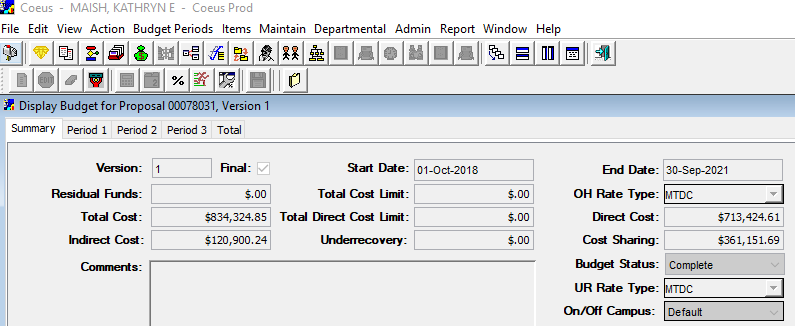 Coeus - MAISH, KATHRYN E - Coeus Prod
File Edit View Action Budget Periods Items Maintain Departmental Admin Report Window Help
%
Display Budget for Proposal 00078031, Version 1
Summary Period 1 Period 2 Period 3 Total
Version: 1 Final: Start Date: 01-Oct-2018 End Date: 30-Sep-2021
Residual Funds: $.00 Total Cost Limit: $.00 OH Rate Type: MTDC
Total Cost: $834,324.85 Total Direct Cost Limit: $.00 Direct Cost: $713,424.61
Indirect Cost: $120,900.24 Underrecovery: $.00 Cost Sharing: $361,151.69
Comments: Budget Status: Complete
UR Rate Type: MTDC
On/Off Campus: Default